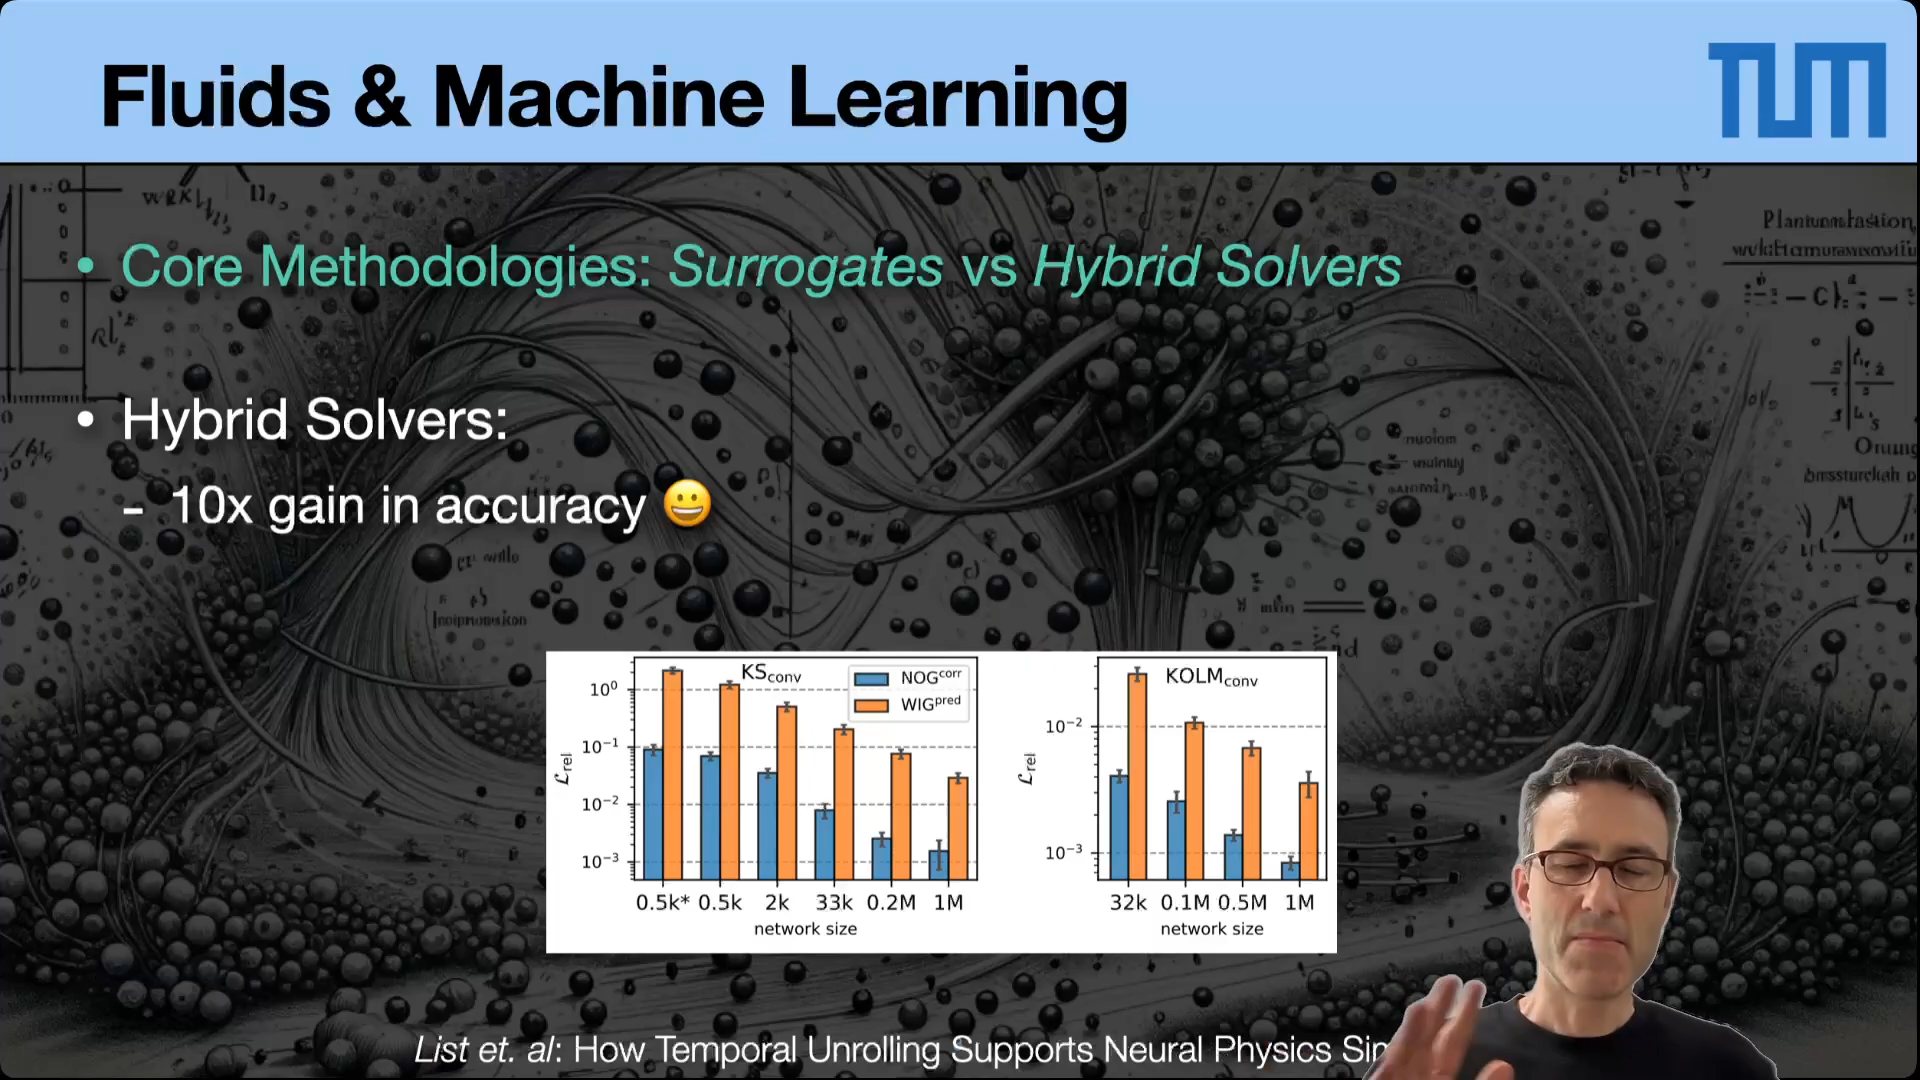 Fluids & Machine Learning
TUM
• Core Methodologies: Surrogates vs Hybrid Solvers
• Hybrid Solvers:
- 10x gain in accuracy 😀
KSconv
NOGcorr
WIGpred
10⁰
10⁻¹
10⁻²
10⁻³
ℒrel
0.5k* 0.5k 2k 33k 0.2M 1M
network size
KOLMconv
10⁻²
10⁻³
ℒrel
32k 0.1M 0.5M 1M
network size
List et. al: How Temporal Unrolling Supports Neural Physics